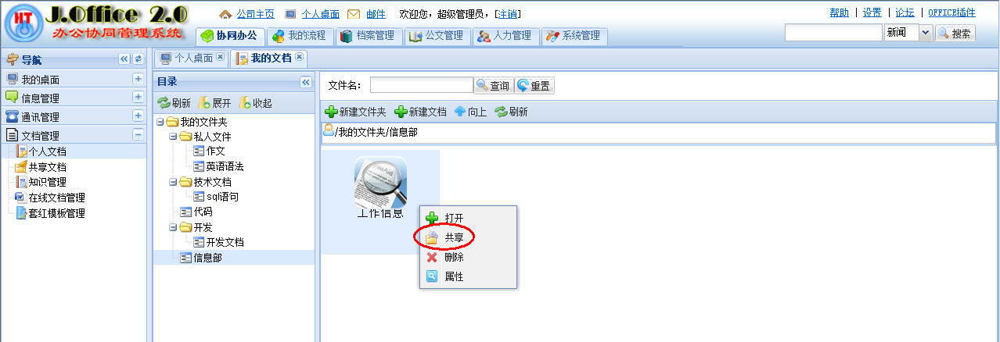 HT J.Office 2.0
办公协同管理系统
公司主页 个人桌面 邮件 欢迎您，超级管理员，[注销]
帮助 | 设置 | 论坛 | OFFICE插件
协同办公 我的流程 档案管理 公文管理 人力管理 系统管理
新闻 搜索
导航
我的桌面
信息管理
通讯管理
文档管理
个人文档
共享文档
知识管理
在线文档管理
套红模板管理
个人桌面 我的文档
目录
刷新 展开 收起
我的文件夹
私人文件
作文
英语语法
技术文档
sql语句
代码
开发
开发文档
信息部
文件名： 查询 重置
新建文件夹 新建文档 向上 刷新
/我的文件夹/信息部
FileAid
工作信息
打开
共享
删除
属性